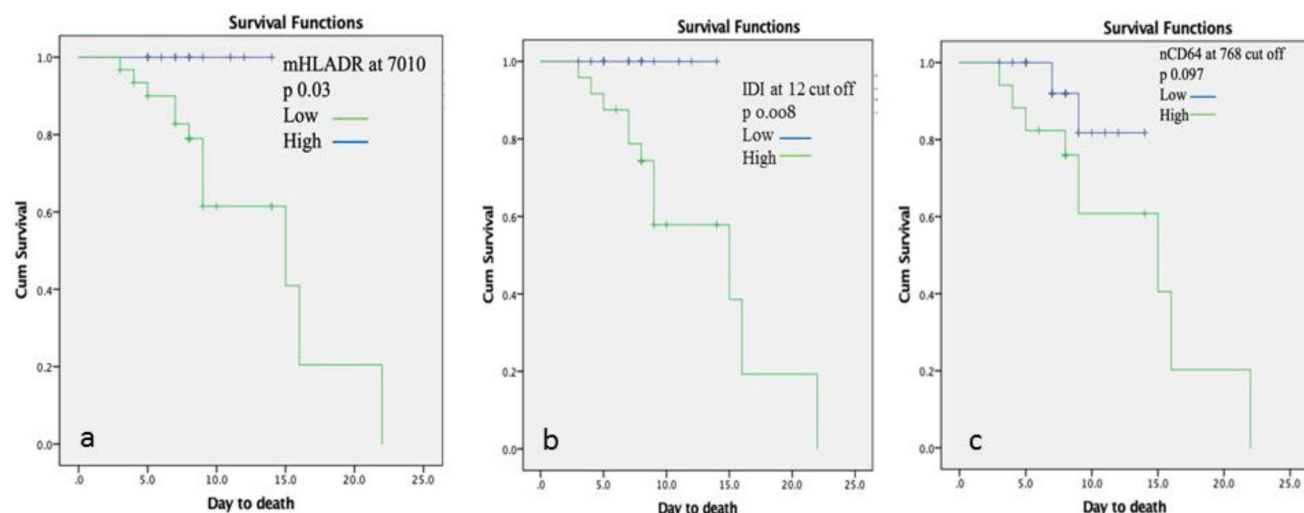 Survival Functions
mHLADR at 7010
p 0.03
Low
High
Cum Survival
1.0
0.8
0.6
0.4
0.2
0.0
a
.0 5.0 10.0 15.0 20.0 25.0
Day to death
Survival Functions
IDI at 12 cut off
p 0.008
Low
High
Cum Survival
1.0
0.8
0.6
0.4
0.2
0.0
b
.0 5.0 10.0 15.0 20.0 25.0
Day to death
Survival Functions
nCD64 at 768 cut off
p 0.097
Low
High
Cum Survival
1.0
0.8
0.6
0.4
0.2
0.0
c
.0 5.0 10.0 15.0 20.0 25.0
Day to death